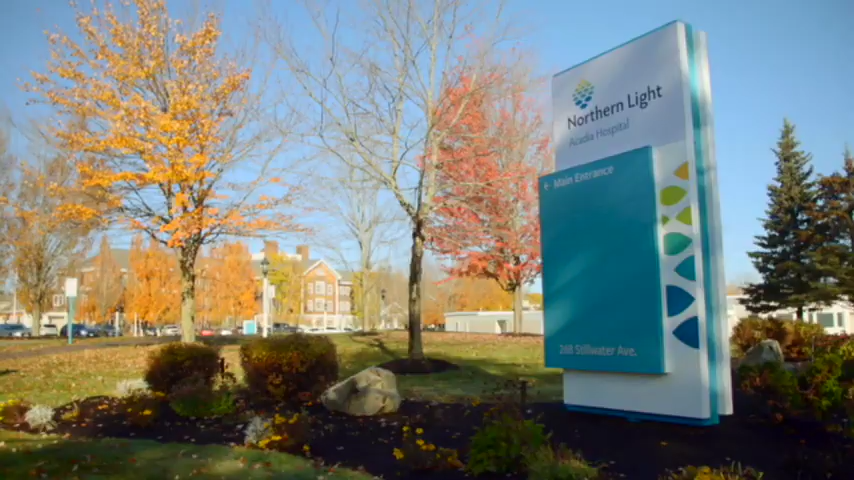 Northern Light
Acadia Hospital
← Main Entrance
268 Stillwater Ave.